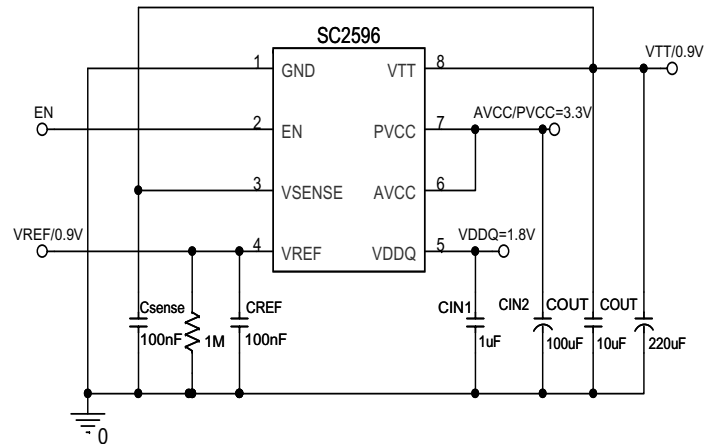 SC2596
1 GND VTT 8 VTT/0.9V
EN 2 EN PVCC 7 AVCC/PVCC=3.3V
3 VSENSE AVCC 6
VREF/0.9V 4 VREF VDDQ 5 VDDQ=1.8V
Csense CREF CIN1 CIN2 COUT COUT
100nF 1M 100nF 1uF 100uF 10uF 220uF
0